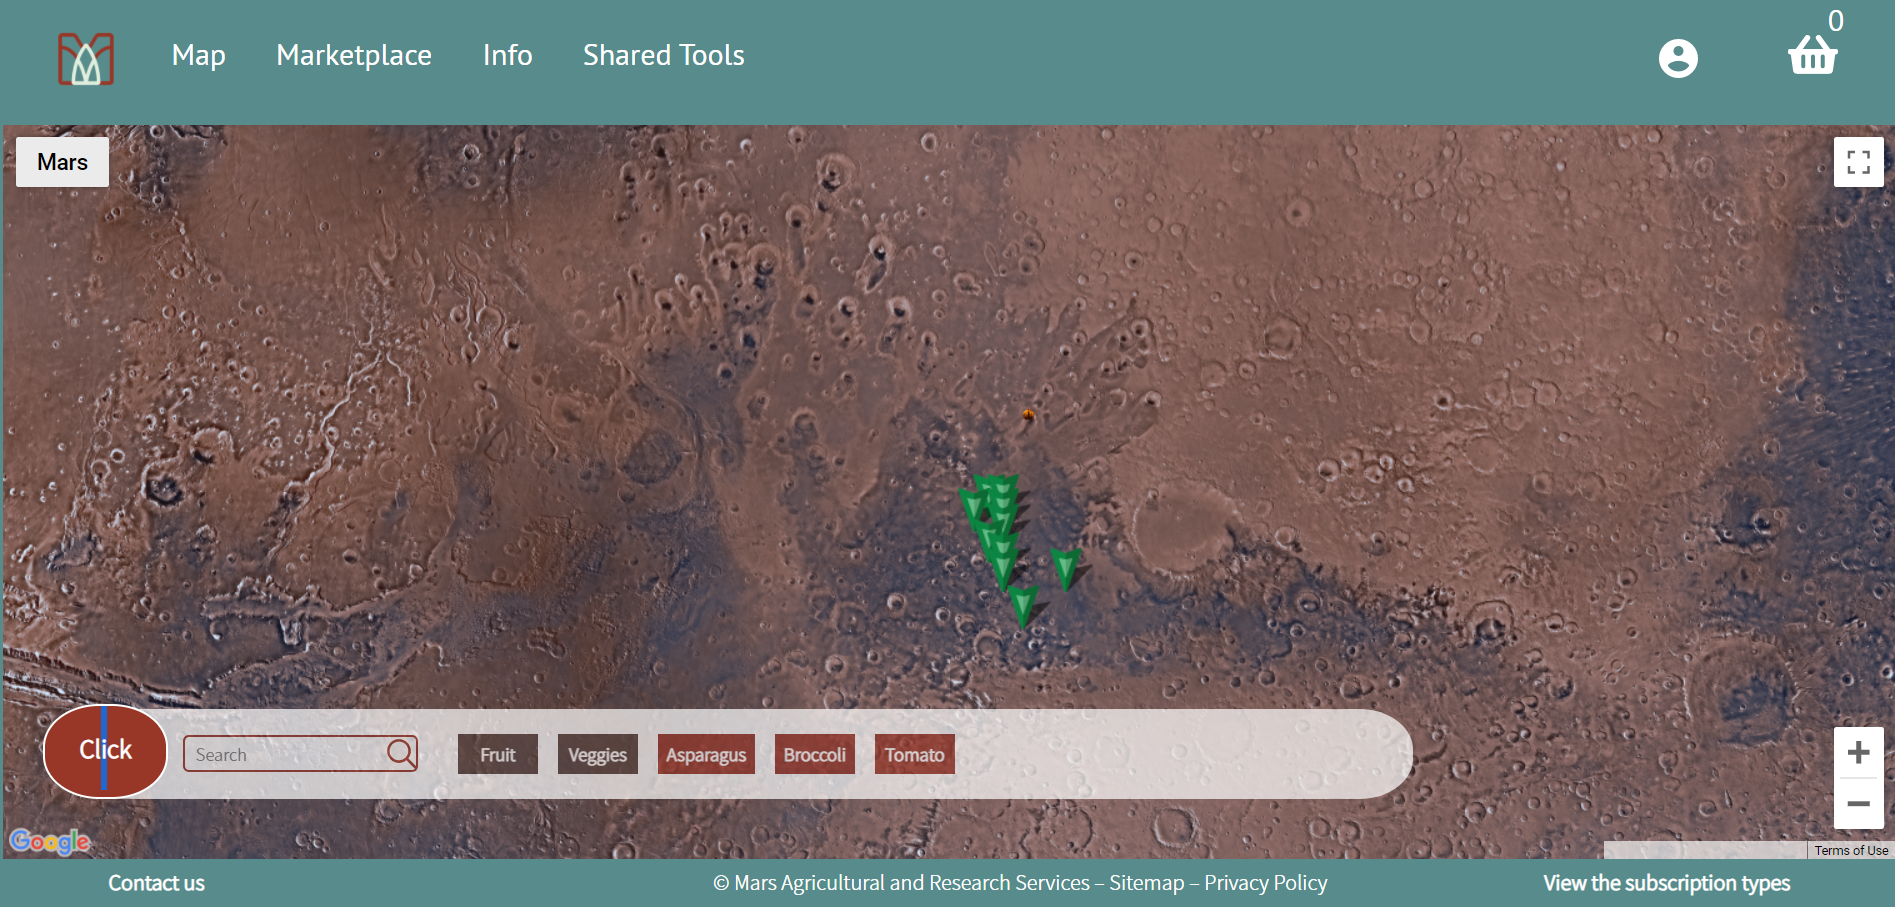 0
Map Marketplace Info Shared Tools
Mars
Click Search Fruit Veggies Asparagus Broccoli Tomato
Google
Terms of Use
Contact us © Mars Agricultural and Research Services – Sitemap – Privacy Policy View the subscription types